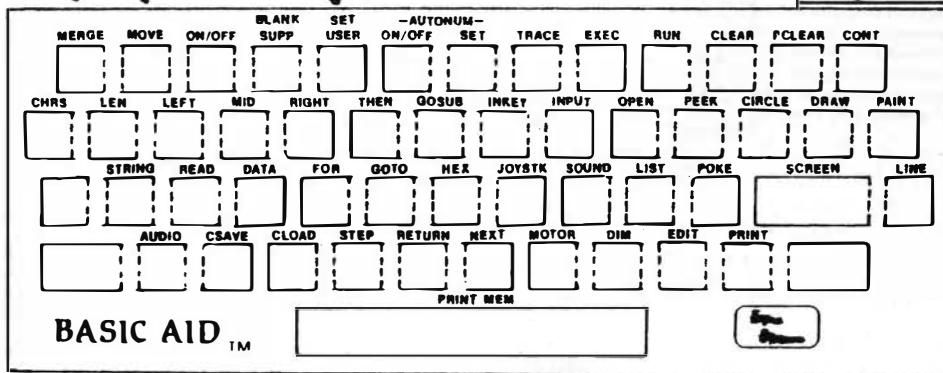 BLANK SET -AUTONUM-
MERGE MOVE ON/OFF SUPP USER ON/OFF SET TRACE EXEC RUN CLEAR PCLEAR CONT
CHRS LEN LEFT MID RIGHT THEN GOSUB INKEY INPUT OPEN PEEK CIRCLE DRAW PAINT
STRING READ DATA FOR GOTO HEX JOYSTK SOUND LIST POKE SCREEN LINE
AUDIO CSAVE CLOAD STEP RETURN NEXT MOTOR DIM EDIT PRINT
PRINT MEM
BASIC AID TM